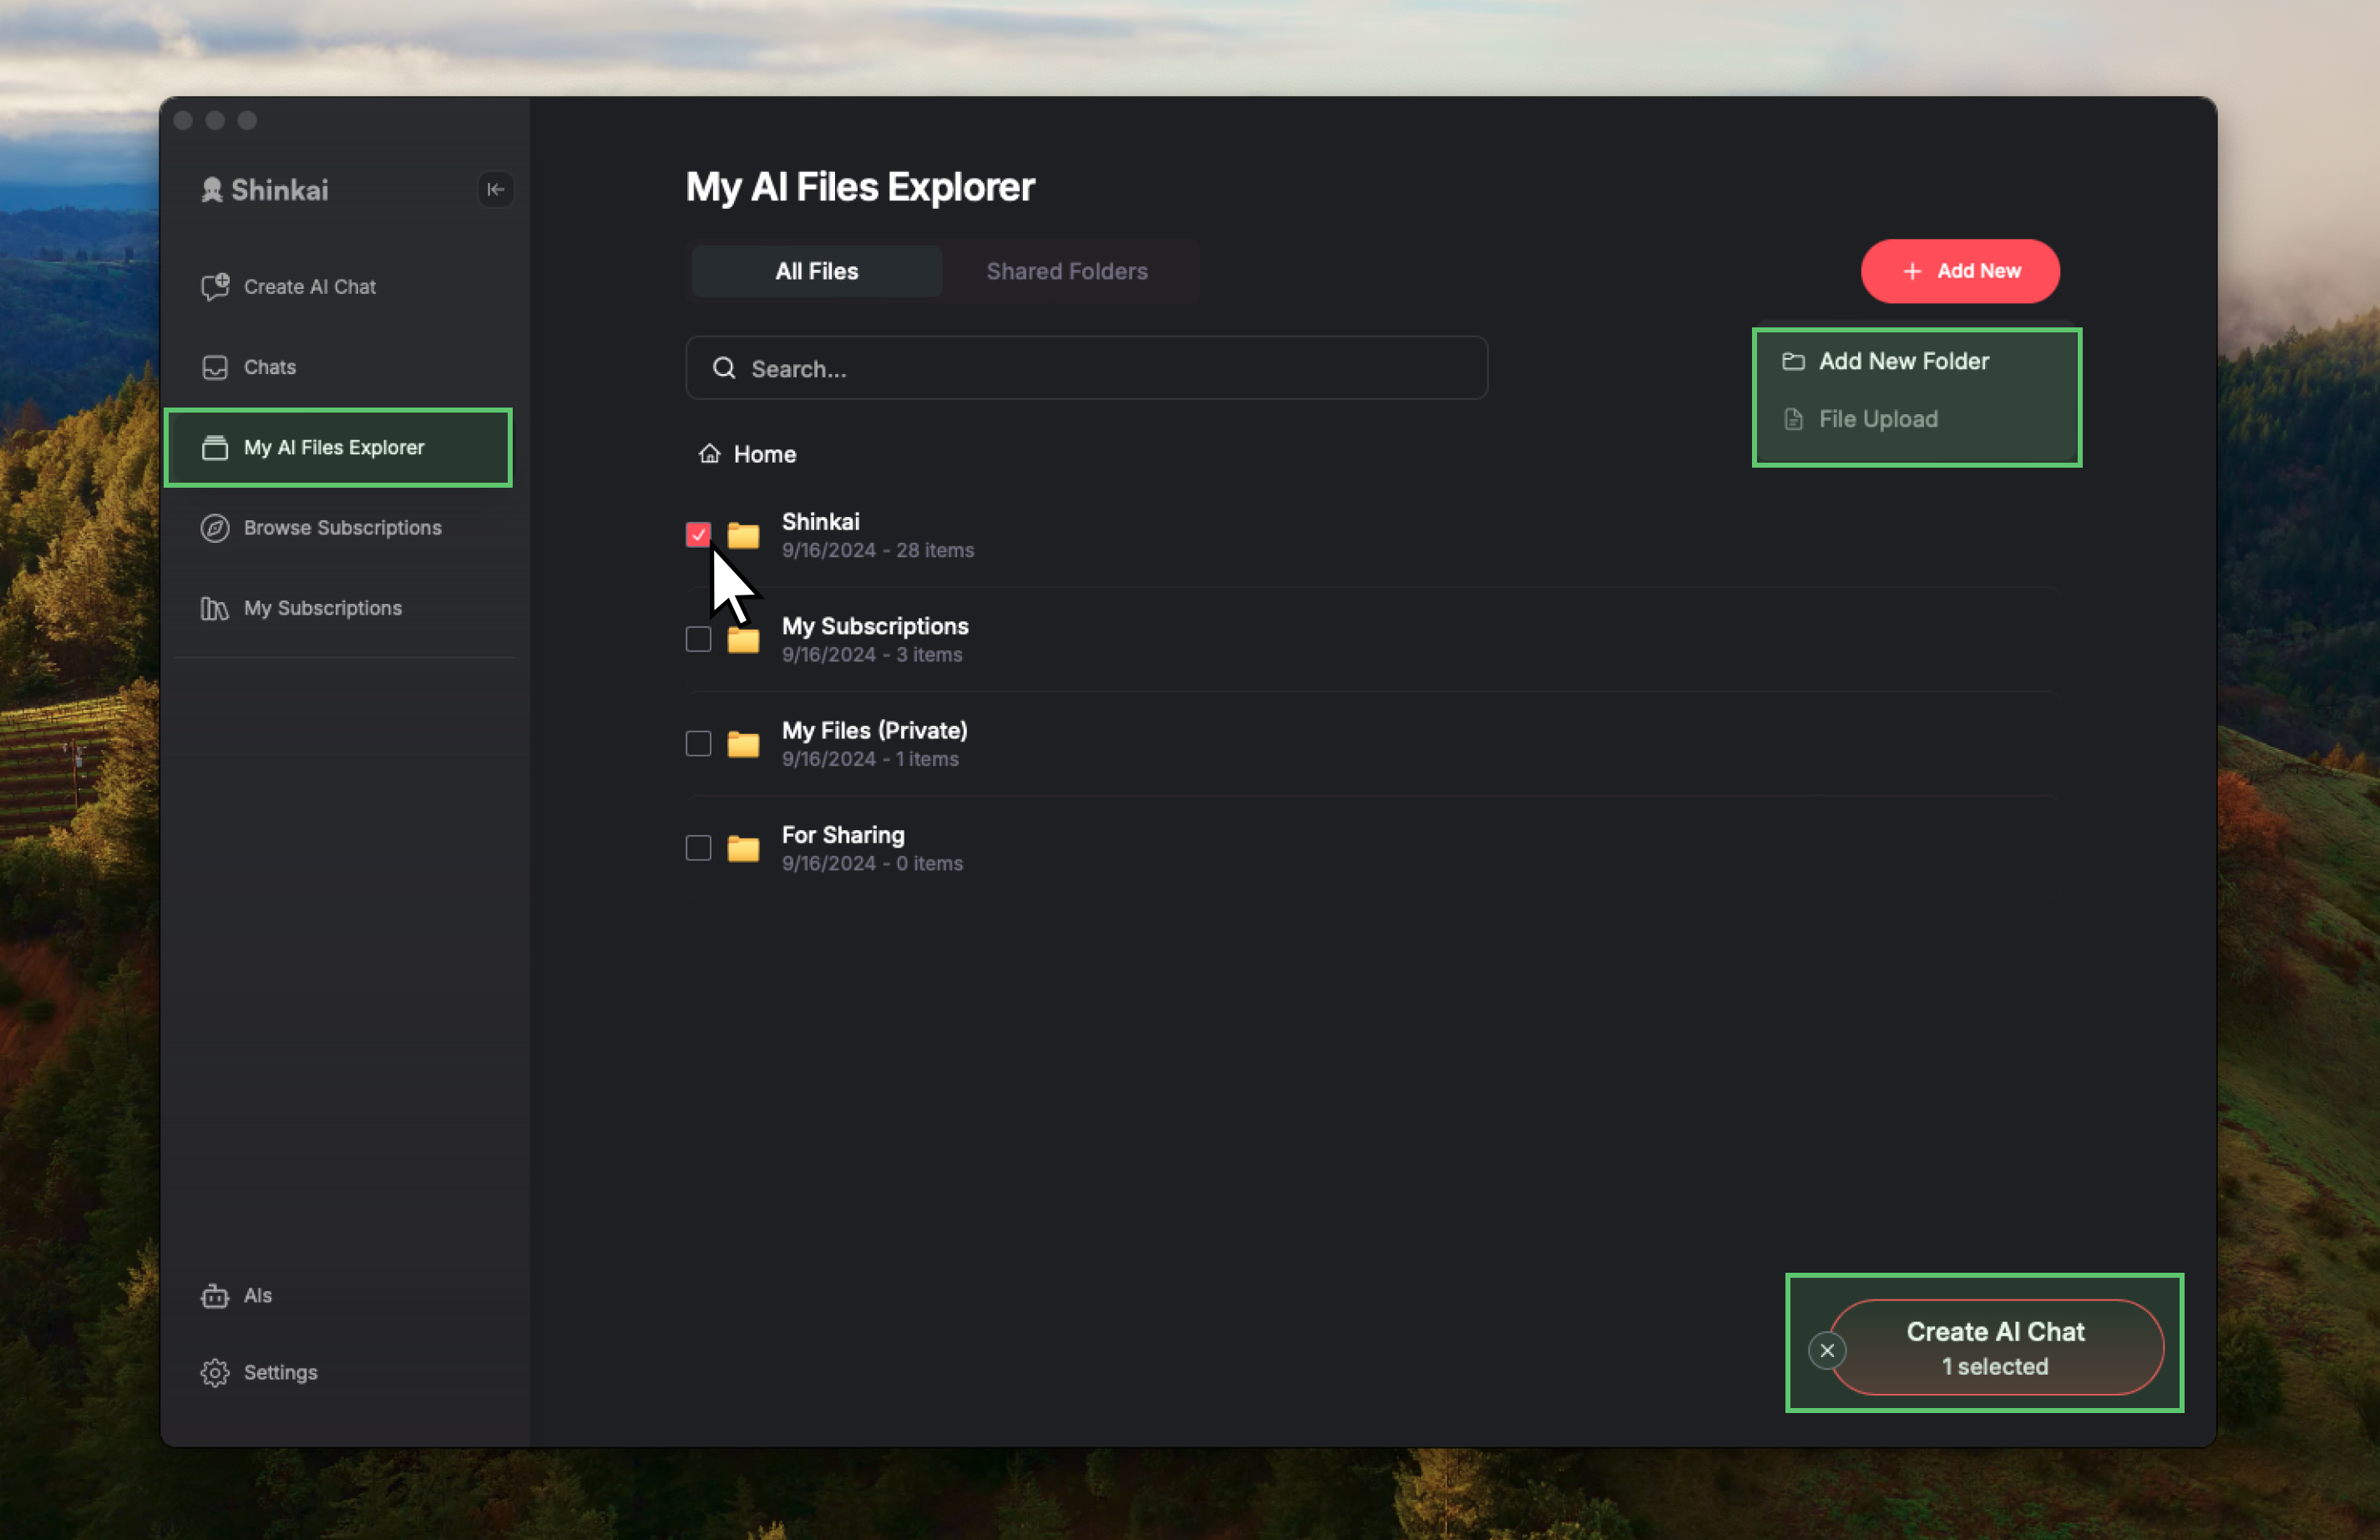 Shinkai
Create AI Chat
Chats
My AI Files Explorer
Browse Subscriptions
My Subscriptions
AIs
Settings
My AI Files Explorer
All Files
Shared Folders
Add New
Search...
Add New Folder
File Upload
Home
Shinkai
9/16/2024 - 28 items
My Subscriptions
9/16/2024 - 3 items
My Files (Private)
9/16/2024 - 1 items
For Sharing
9/16/2024 - 0 items
Create AI Chat
1 selected